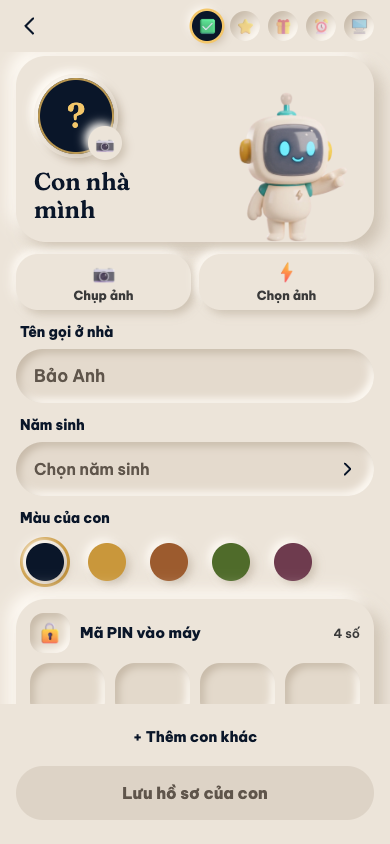 ?
Con nhà
mình
Chụp ảnh
Chọn ảnh
Tên gọi ở nhà
Bảo Anh
Năm sinh
Chọn năm sinh
Màu của con
Mã PIN vào máy
4 số
+ Thêm con khác
Lưu hồ sơ của con